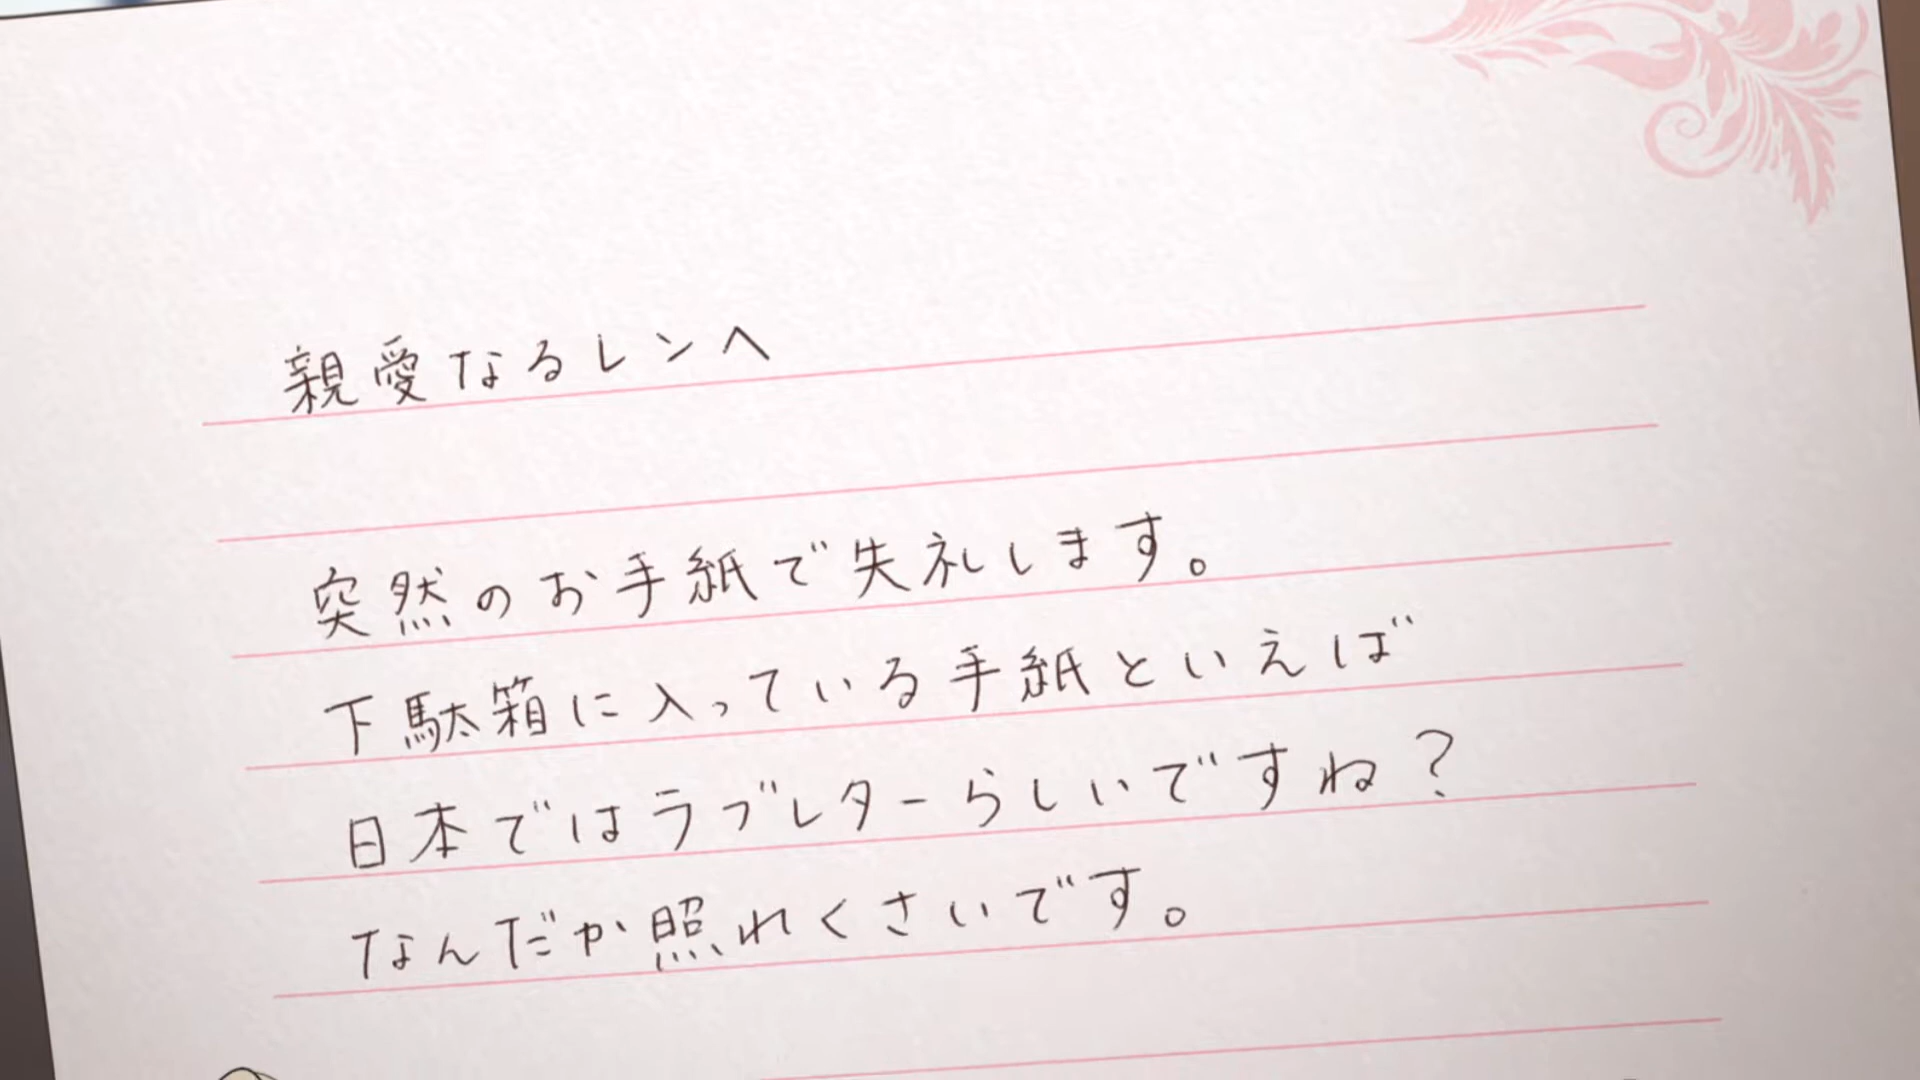 親愛なるレンへ
突然のお手紙で失礼します。
下駄箱に入っている手紙といえば
日本ではラブレターらしいですね？
なんだか照れくさいです。